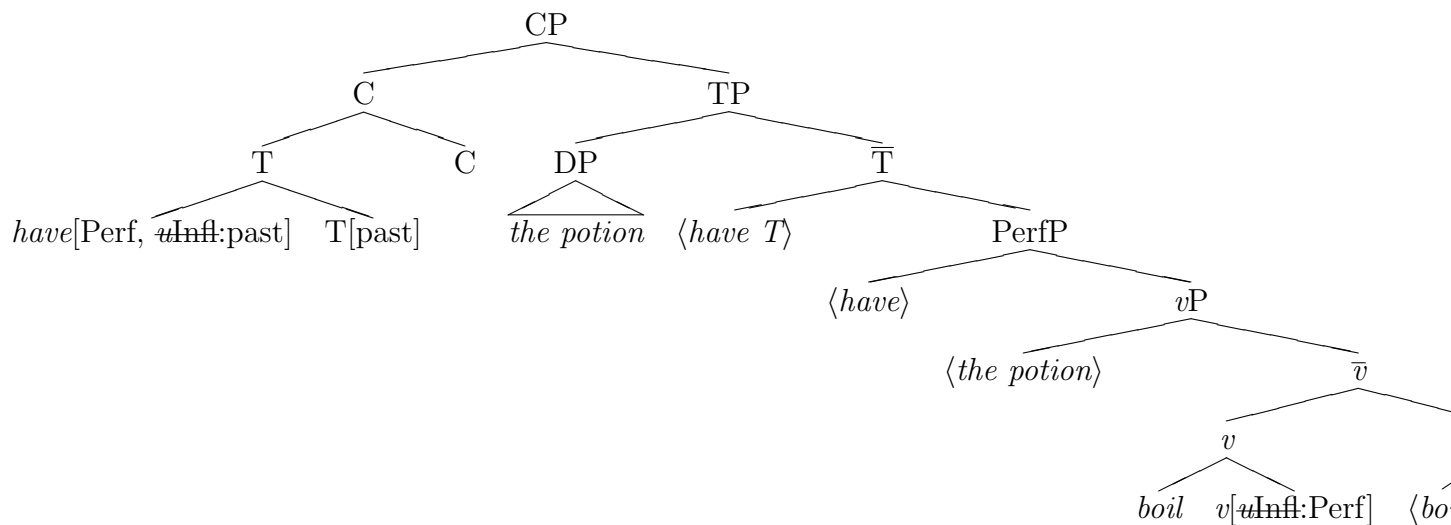 CP
C TP
T C DP T̅
have[Perf, uInfl:past] T[past] the potion ⟨have T⟩ PerfP
⟨have⟩ vP
⟨the potion⟩ v̅
v
boil v[uInfl:Perf] ⟨bo